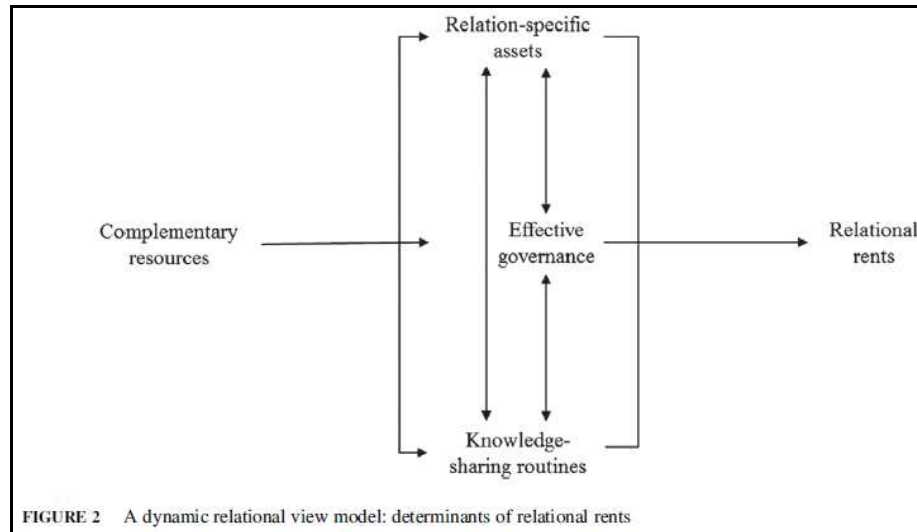 Relation-specific
assets
Complementary
resources
Effective
governance
Relational
rents
Knowledge-
sharing routines
FIGURE 2 A dynamic relational view model: determinants of relational rents